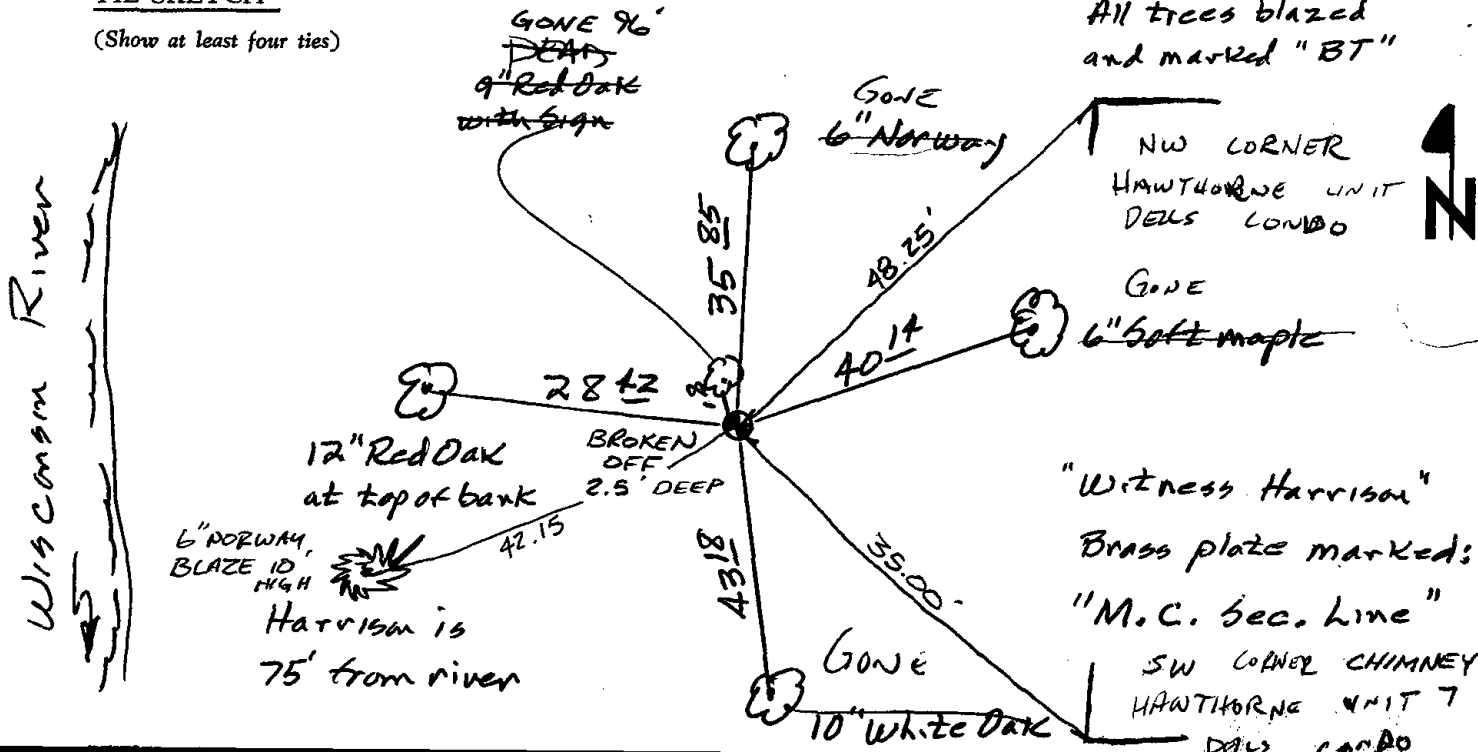 TIE SKETCH
(Show at least four ties)
GONE 96'
DEAD
9" Red Oak
with Sign
All trees blazed
and marked "BT"
GONE
6" Norway
NW CORNER
HAWTHORNE UNIT
DELLS CONDO
N
35 85
48.25'
GONE
6" Soft maple
40 14
Wisconsin River
28 42
12" Red Oak
at top of bank
BROKEN
OFF
2.5' DEEP
6" NORWAY,
BLAZE 10'
HIGH
42.15
Harrison is
75' from river
43 18
35.00
"Witness Harrison"
Brass plate marked:
"M.C. Sec. Line"
GONE
10" White Oak
SW CORNER CHIMNEY
HAWTHORNE UNIT 7
DELLS CONDO